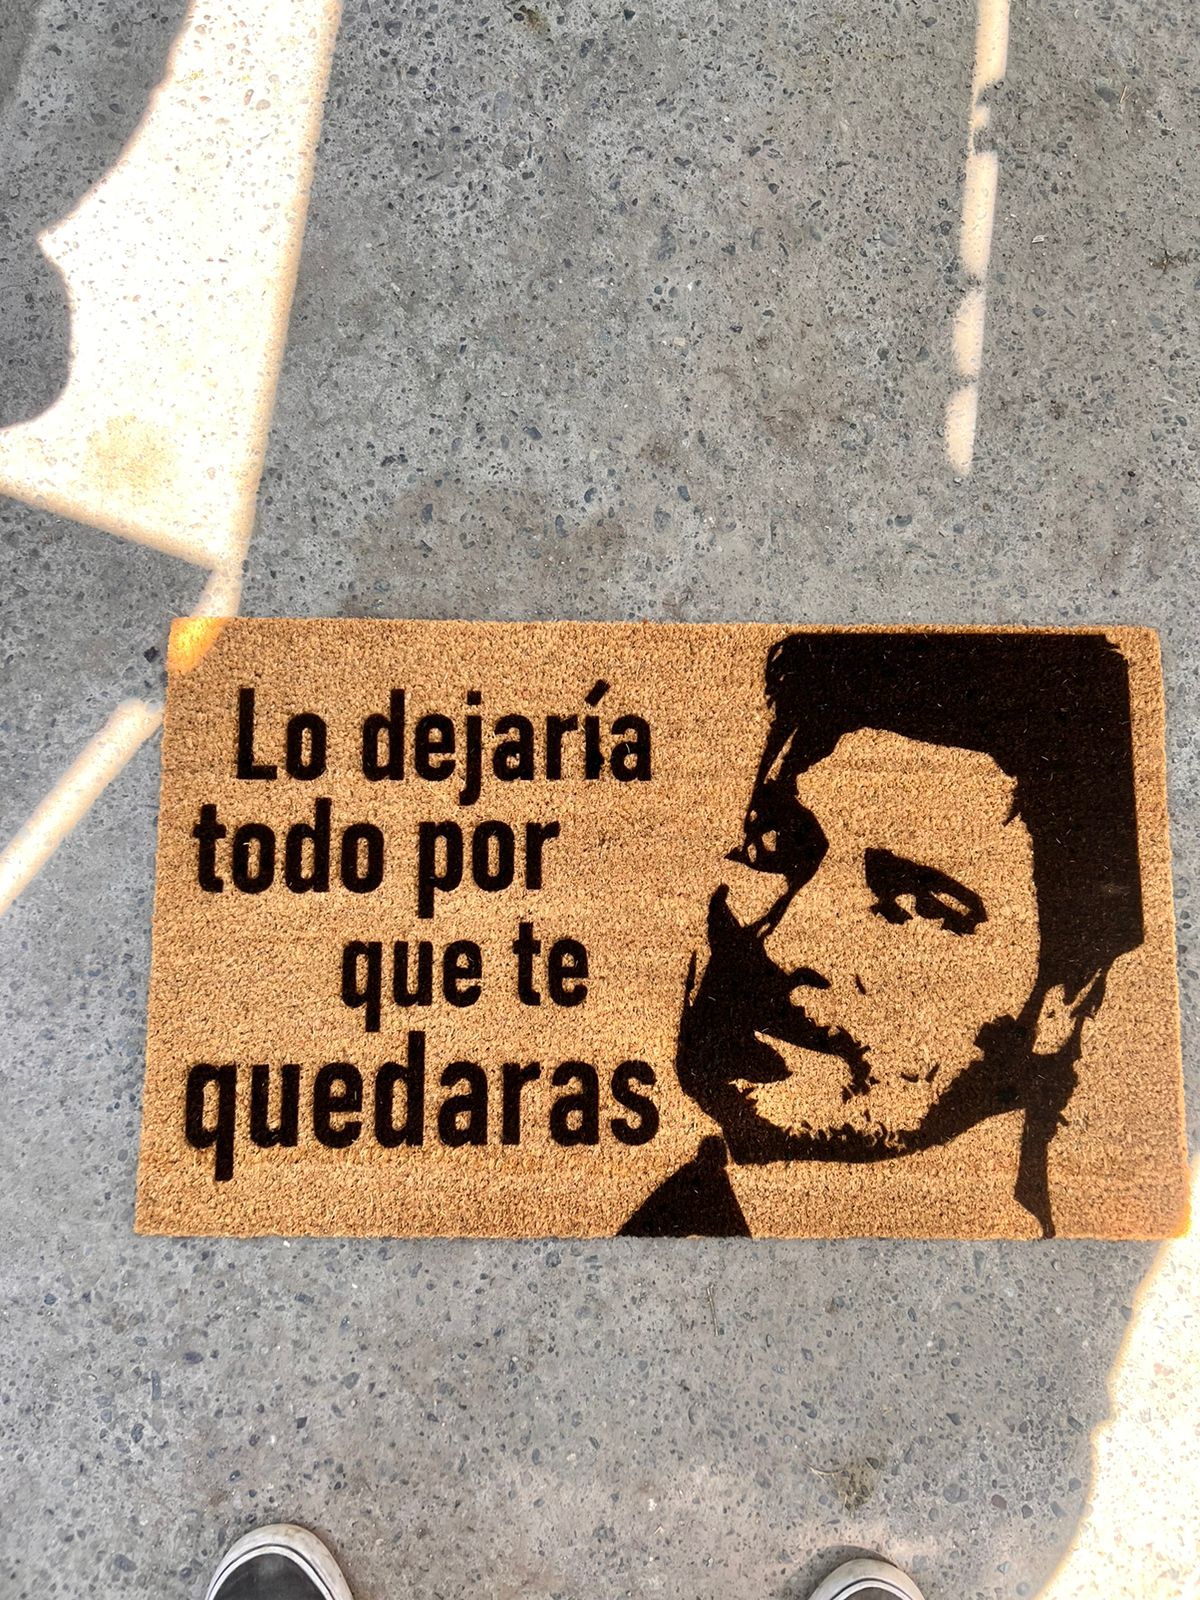 Lo dejaría
todo por
que te
quedaras